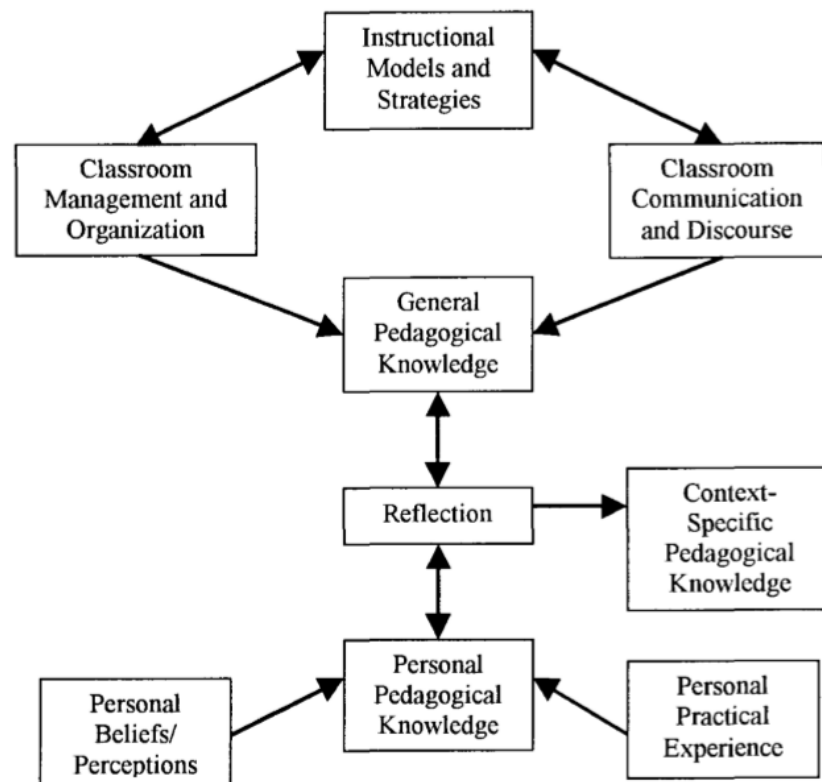 Instructional
Models and
Strategies
Classroom
Management and
Organization
Classroom
Communication
and Discourse
General
Pedagogical
Knowledge
Reflection
Context-
Specific
Pedagogical
Knowledge
Personal
Beliefs/
Perceptions
Personal
Pedagogical
Knowledge
Personal
Practical
Experience